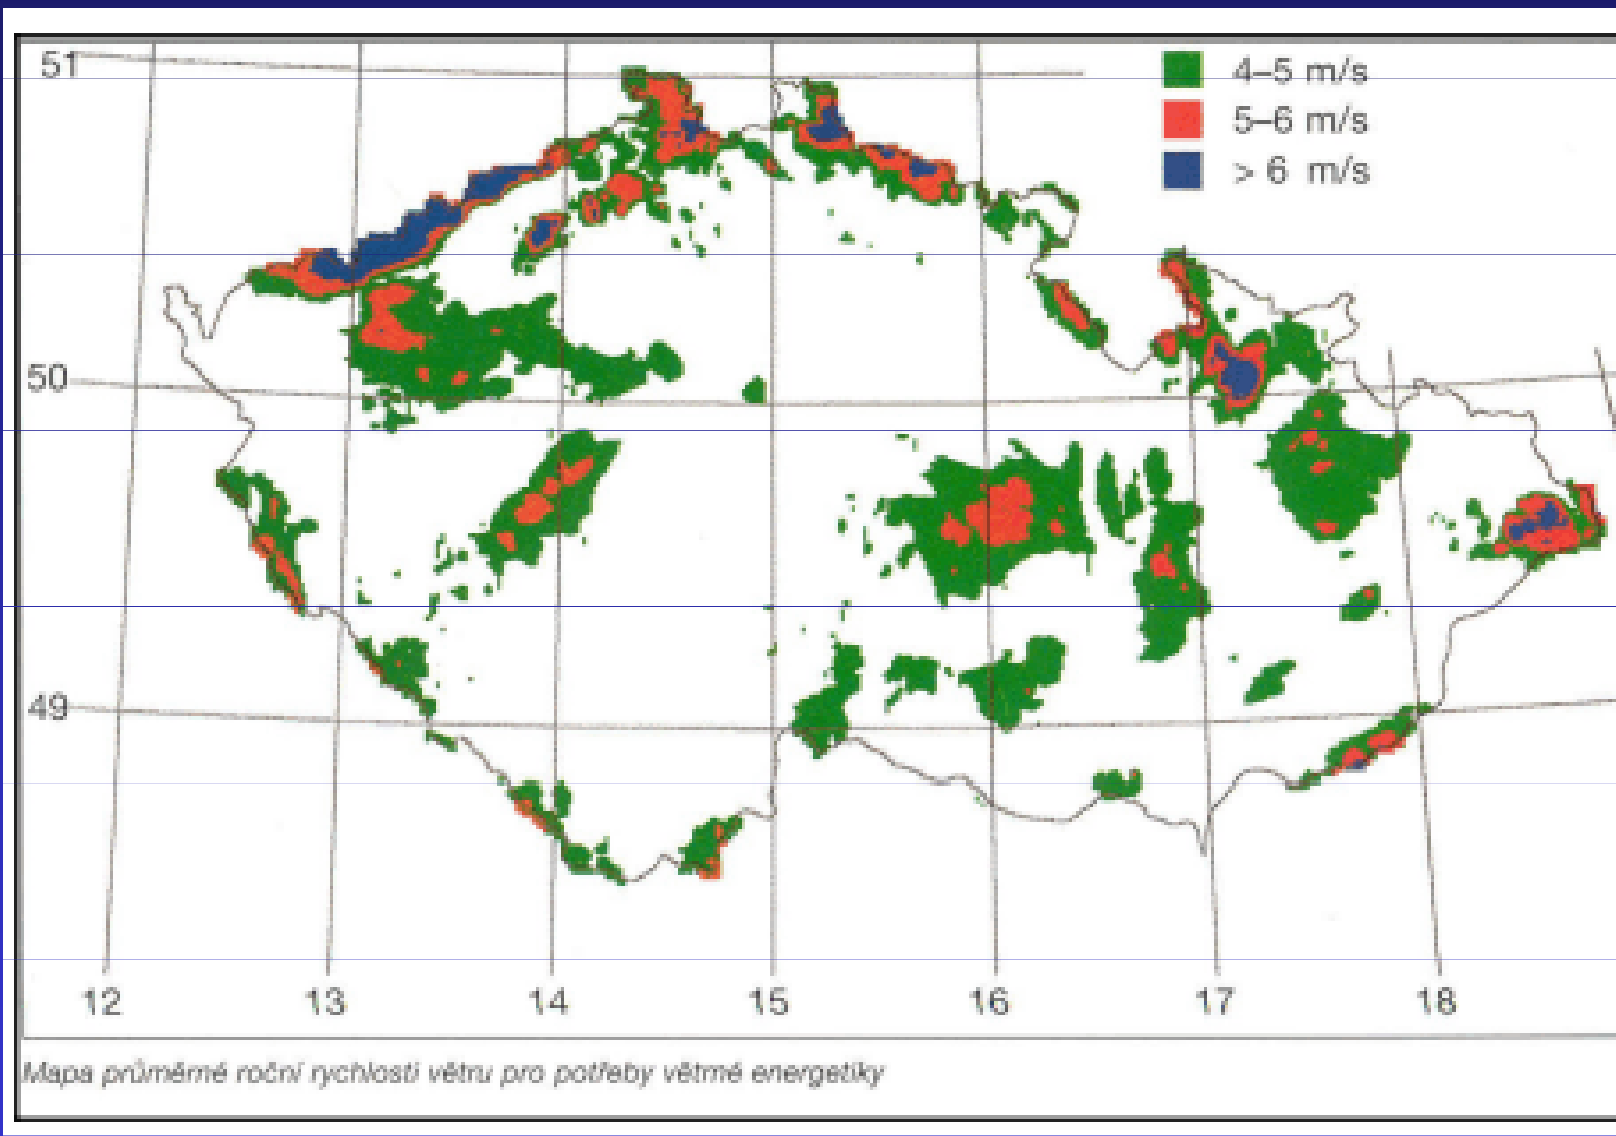 51
4–5 m/s
5–6 m/s
> 6 m/s
50
49
12 13 14 15 16 17 18
Mapa průměrné roční rychlosti větru pro potřeby větrné energetiky